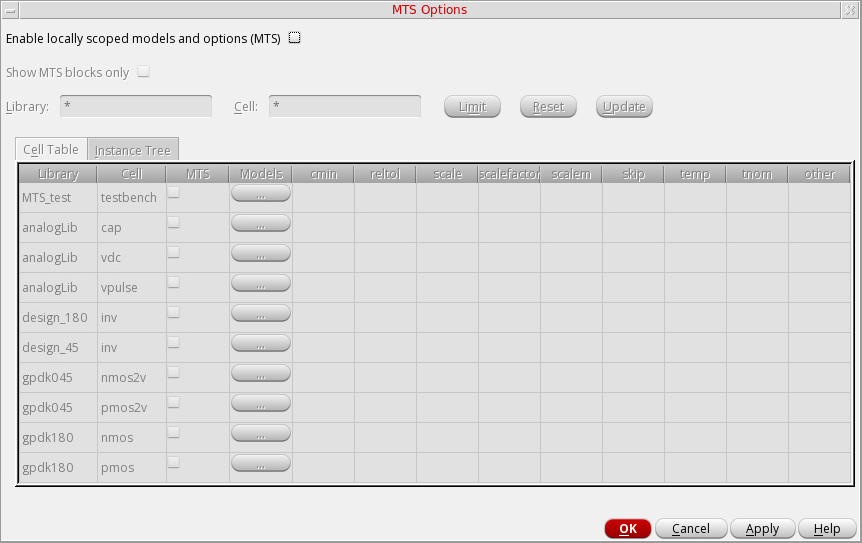 MTS Options
Enable locally scoped models and options (MTS)
Show MTS blocks only
Library: * Cell: * Limit Reset Update
Cell Table Instance Tree
Library Cell MTS Models cmin reltol scale scalefactor scalem skip temp tnom other
MTS_test testbench ...
analogLib cap ...
analogLib vdc ...
analogLib vpulse ...
design_180 inv ...
design_45 inv ...
gpdk045 nmos2v ...
gpdk045 pmos2v ...
gpdk180 nmos ...
gpdk180 pmos ...
OK Cancel Apply Help